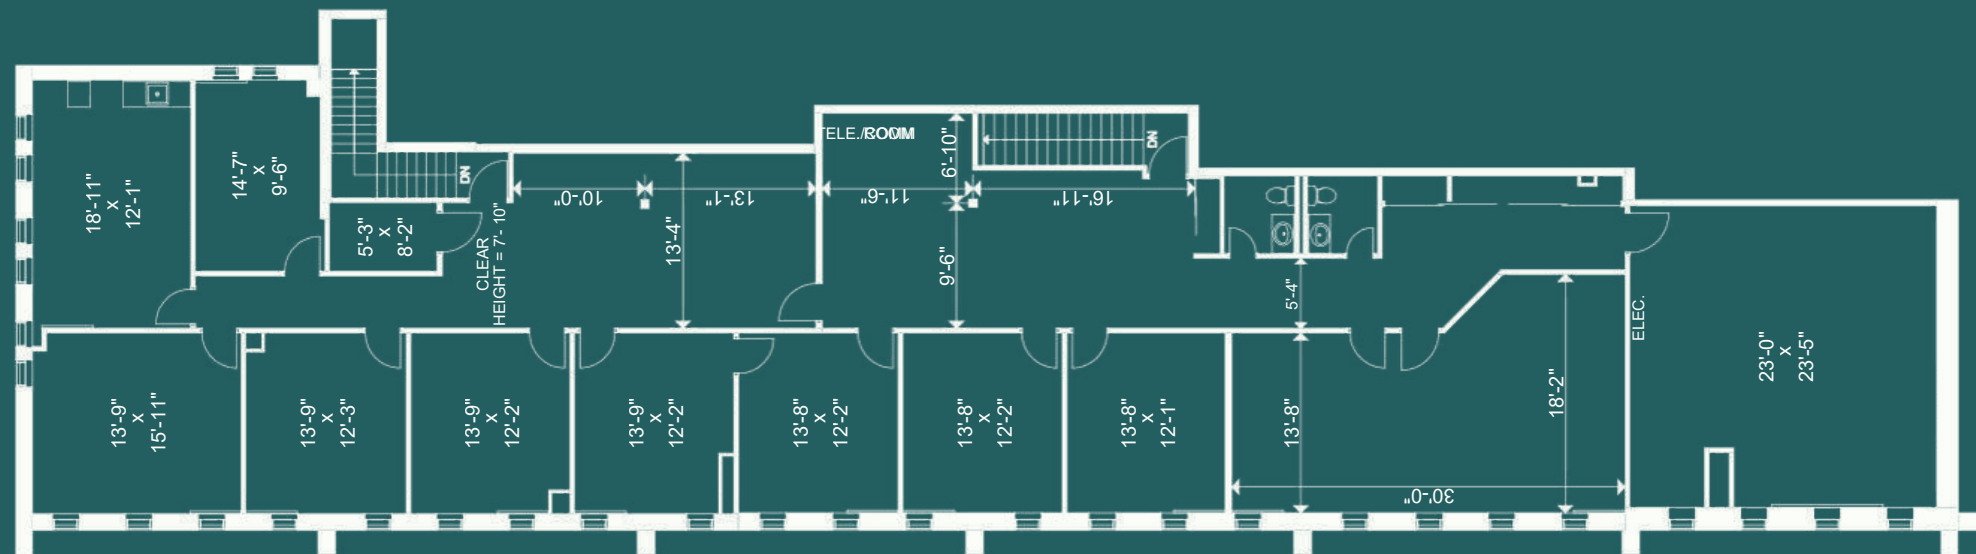 TELE./COMM
ROOM
DN
6'-10"
DN
14'-7"
x
9'-6"
18'-11"
x
12'-1"
10'-0"
13'-1"
11'-6"
16'-11"
5'-3"
x
8'-2"
CLEAR
HEIGHT = 7'- 10"
13'-4"
9'-6"
5'-4"
ELEC.
23'-0"
x
23'-5"
13'-9"
x
15'-11"
13'-9"
x
12'-3"
13'-9"
x
12'-2"
13'-9"
x
12'-2"
13'-8"
x
12'-2"
13'-8"
x
12'-2"
13'-8"
x
12'-1"
13'-8"
18'-2"
30'-0"